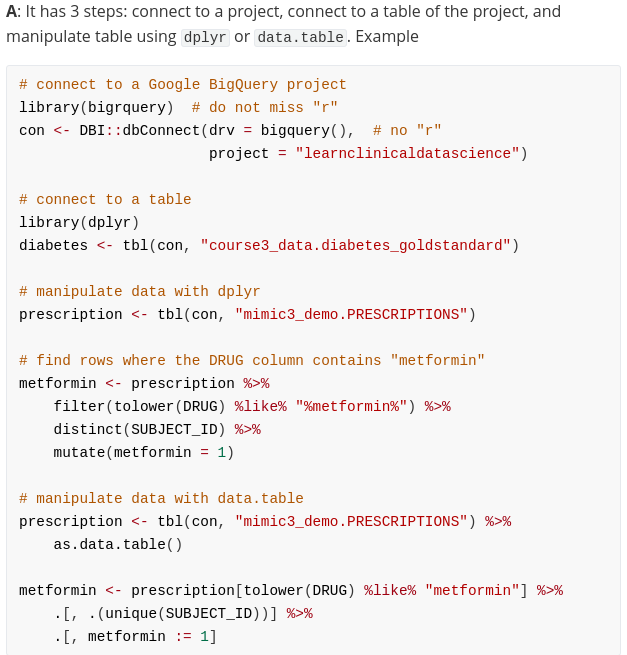 A: It has 3 steps: connect to a project, connect to a table of the project, and
manipulate table using dplyr or data.table. Example
# connect to a Google BigQuery project
library(bigrquery)  # do not miss "r"
con <- DBI::dbConnect(drv = bigquery(),  # no "r"
                      project = "learnclinicaldatascience")
# connect to a table
library(dplyr)
diabetes <- tbl(con, "course3_data.diabetes_goldstandard")
# manipulate data with dplyr
prescription <- tbl(con, "mimic3_demo.PRESCRIPTIONS")
# find rows where the DRUG column contains "metformin"
metformin <- prescription %>%
    filter(tolower(DRUG) %like% "%metformin%") %>%
    distinct(SUBJECT_ID) %>%
    mutate(metformin = 1)
# manipulate data with data.table
prescription <- tbl(con, "mimic3_demo.PRESCRIPTIONS") %>%
    as.data.table()
metformin <- prescription[tolower(DRUG) %like% "metformin"] %>%
    .[, .(unique(SUBJECT_ID))] %>%
    .[, metformin := 1]